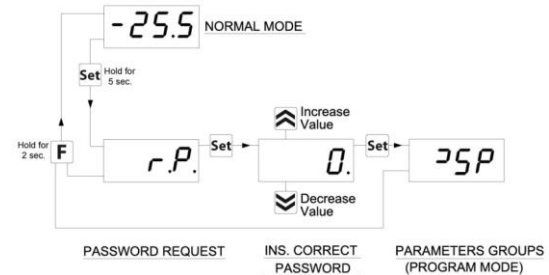 -25.5
NORMAL MODE
Set
Hold for
5 sec.
Hold for
2 sec.
F
r.P.
Set
Increase
Value
0.
Decrease
Value
Set
ᓗSP
PASSWORD REQUEST
INS. CORRECT
PASSWORD
PARAMETERS GROUPS
(PROGRAM MODE)